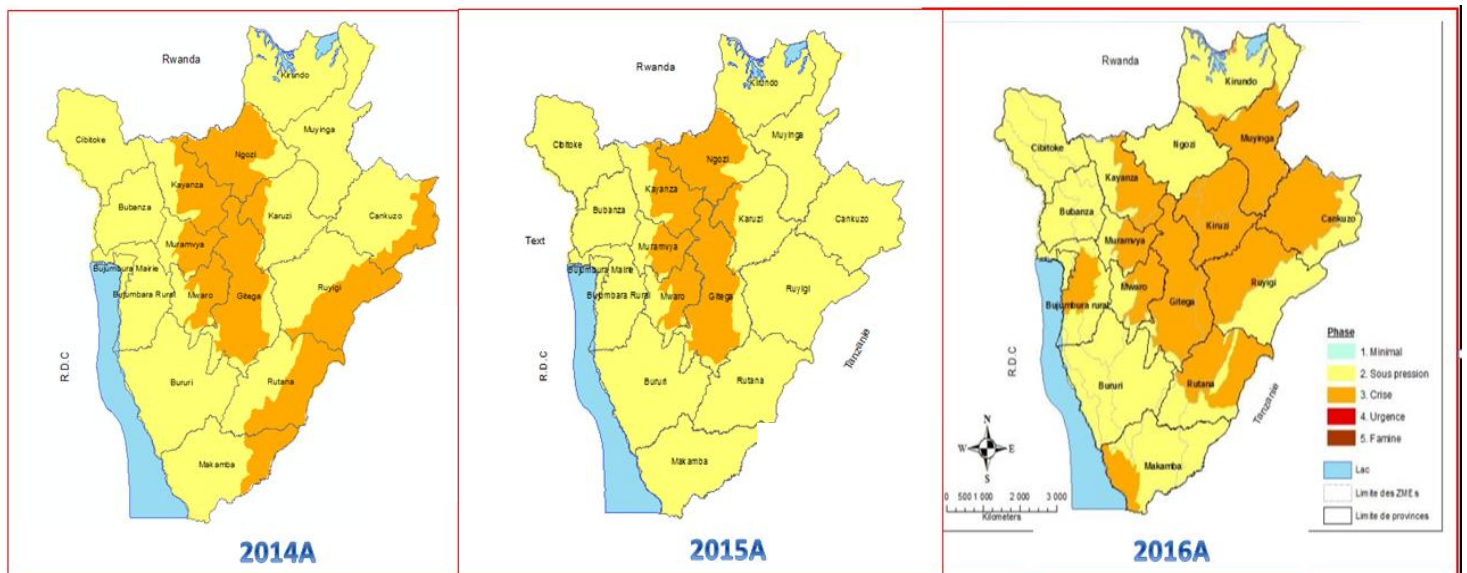 Rwanda
Kirundo
Cibitoke
Muyinga
Ngozi
Kayanza
Bubanza
Karuzi
Cankuzo
Muramvya
Bujumbura Mairie
Bujumbara Rural
Mwaro
Gitega
Ruyigi
R.D.C
Bururi
Rutana
Makamba
2014A
Rwanda
Kirundo
Cibitoke
Muyinga
Ngozi
Kayanza
Bubanza
Karuzi
Cankuzo
Text
Muramvya
Bujumbura Mairie
Bujumbara Rural
Mwaro
Gitega
Ruyigi
Tanzanie
R.D.C
Bururi
Rutana
Makamba
2015A
Rwanda
Kirundo
Cibitoke
Ngozi
Muyinga
Kayanza
Bubanza
Kiruzi
Cankuzo
Muramvya
Mwaro
Ruyigi
Bujumbura rural
Gitega
R.D.C
Bururi
Rutana
Tanzanie
Makamba
Phase
1. Minimal
2. Sous pression
3. Crise
4. Urgence
5. Famine
Lac
Limite des ZMEs
Limite de provinces
N
W E
S
0 500 1 000 2 000 3 000
Kilometers
2016A